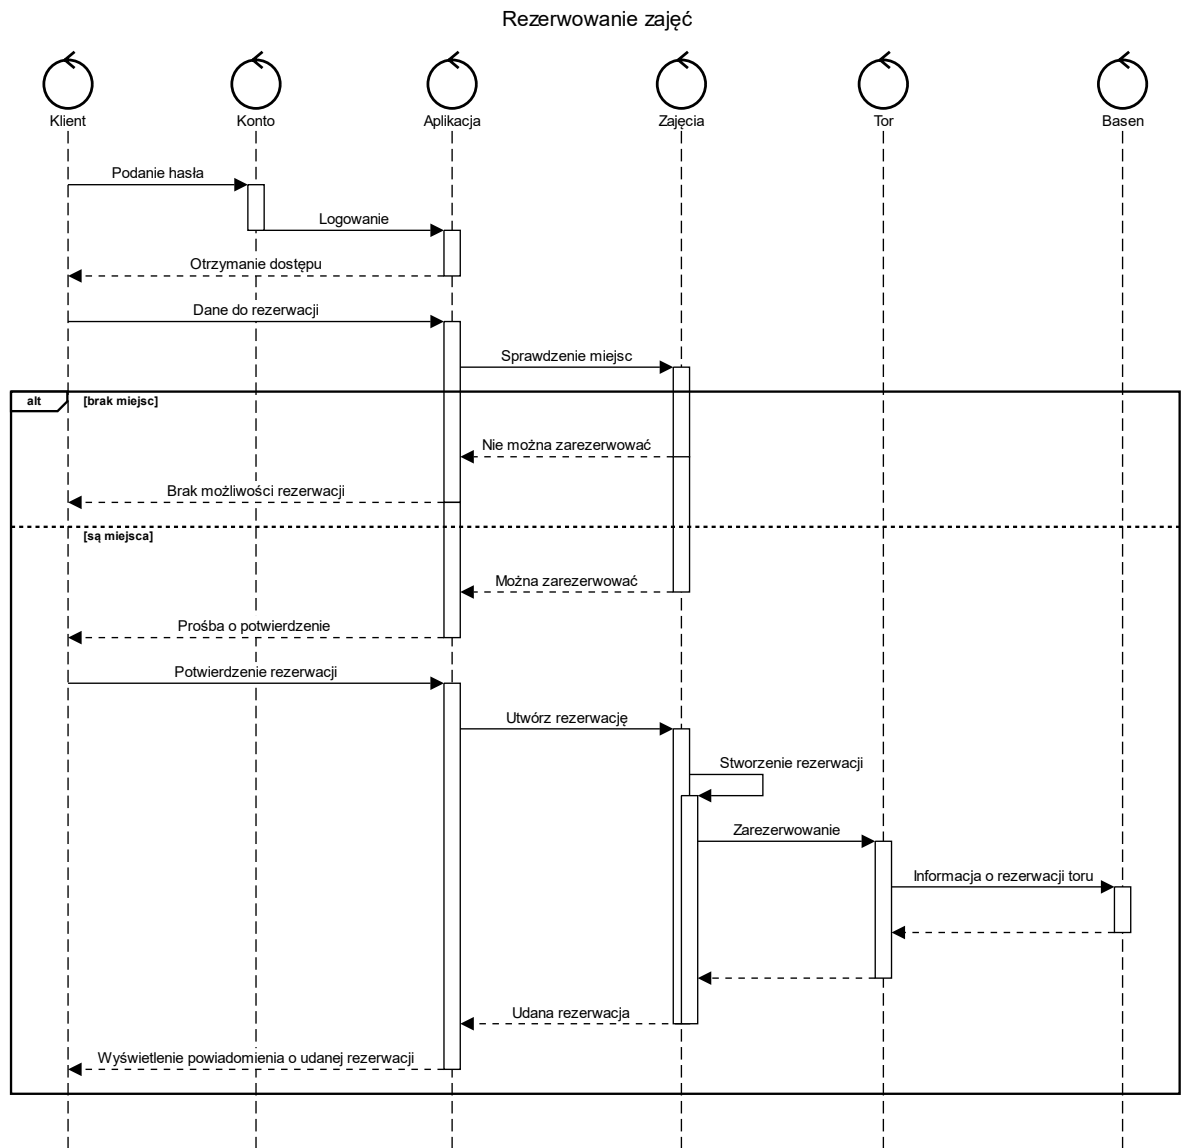 Rezerwowanie zajęć
Klient
Konto
Aplikacja
Zajęcia
Tor
Basen
Podanie hasła
Logowanie
Otrzymanie dostępu
Dane do rezerwacji
Sprawdzenie miejsc
alt
[brak miejsc]
Nie można zarezerwować
Brak możliwości rezerwacji
[są miejsca]
Można zarezerwować
Prośba o potwierdzenie
Potwierdzenie rezerwacji
Utwórz rezerwację
Stworzenie rezerwacji
Zarezerwowanie
Informacja o rezerwacji toru
Udana rezerwacja
Wyświetlenie powiadomienia o udanej rezerwacji